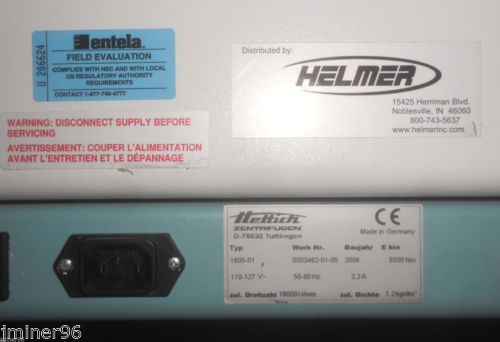 entela
FIELD EVALUATION
COMPLIES WITH NEC AND WITH LOCAL
US REGULATORY AUTHORITY
REQUIREMENTS
CONTACT 1-877-740-4777
U 206624
Distributed by:
HELMER
15425 Herriman Blvd.
Noblesville, IN 46060
800-743-5637
www.helmerinc.com
WARNING: DISCONNECT SUPPLY BEFORE
SERVICING
AVERTISSEMENT: COUPER L'ALIMENTATION
AVANT L'ENTRETIEN ET LE DÉPANNAGE
Hettich
ZENTRIFUGEN
D-78532 Tuttlingen
CE
Made in Germany
Typ Werk Nr. Baujahr E kin
1605-01 0003462-01-00 2004 6500 Nm
110-127 V~ 50-60 Hz 3,3 A
zul. Drehzahl 18000 U/min zul. Dichte 1.2kg/dm³
jminer96